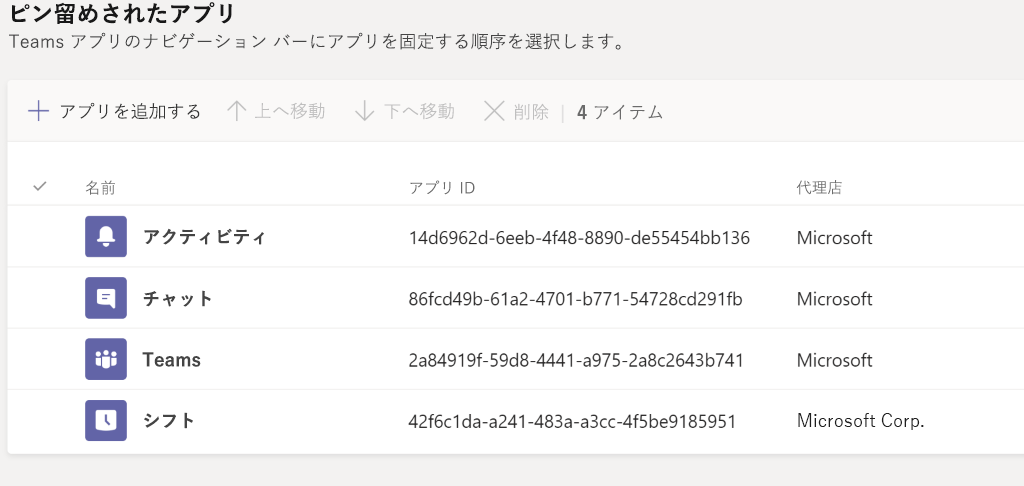 ピン留めされたアプリ
Teams アプリのナビゲーション バーにアプリを固定する順序を選択します。
アプリを追加する 上へ移動 下へ移動 削除 | 4 アイテム
名前 アプリ ID 代理店
アクティビティ 14d6962d-6eeb-4f48-8890-de55454bb136 Microsoft
チャット 86fcd49b-61a2-4701-b771-54728cd291fb Microsoft
Teams 2a84919f-59d8-4441-a975-2a8c2643b741 Microsoft
シフト 42f6c1da-a241-483a-a3cc-4f5be9185951 Microsoft Corp.